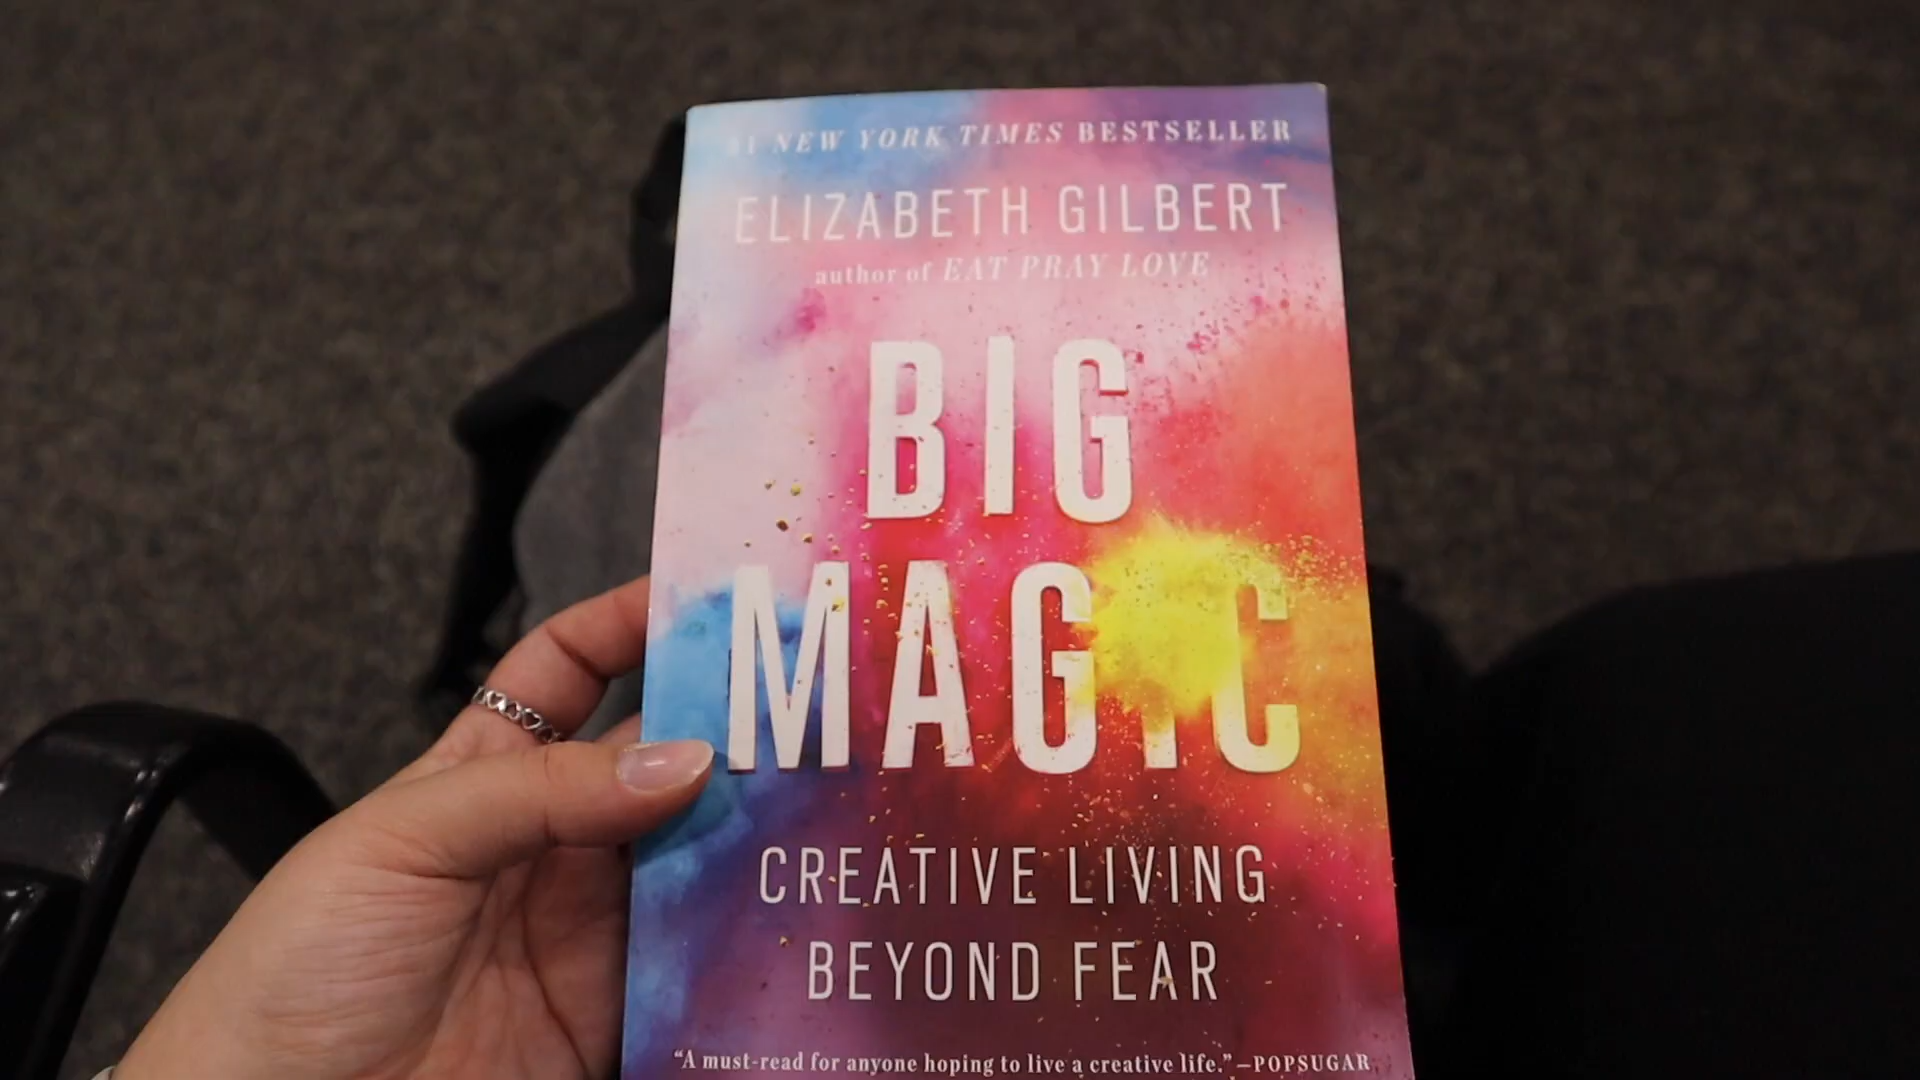 #1 NEW YORK TIMES BESTSELLER
ELIZABETH GILBERT
author of EAT PRAY LOVE
BIG
MAGIC
CREATIVE LIVING
BEYOND FEAR
“A must-read for anyone hoping to live a creative life.” —POPSUGAR